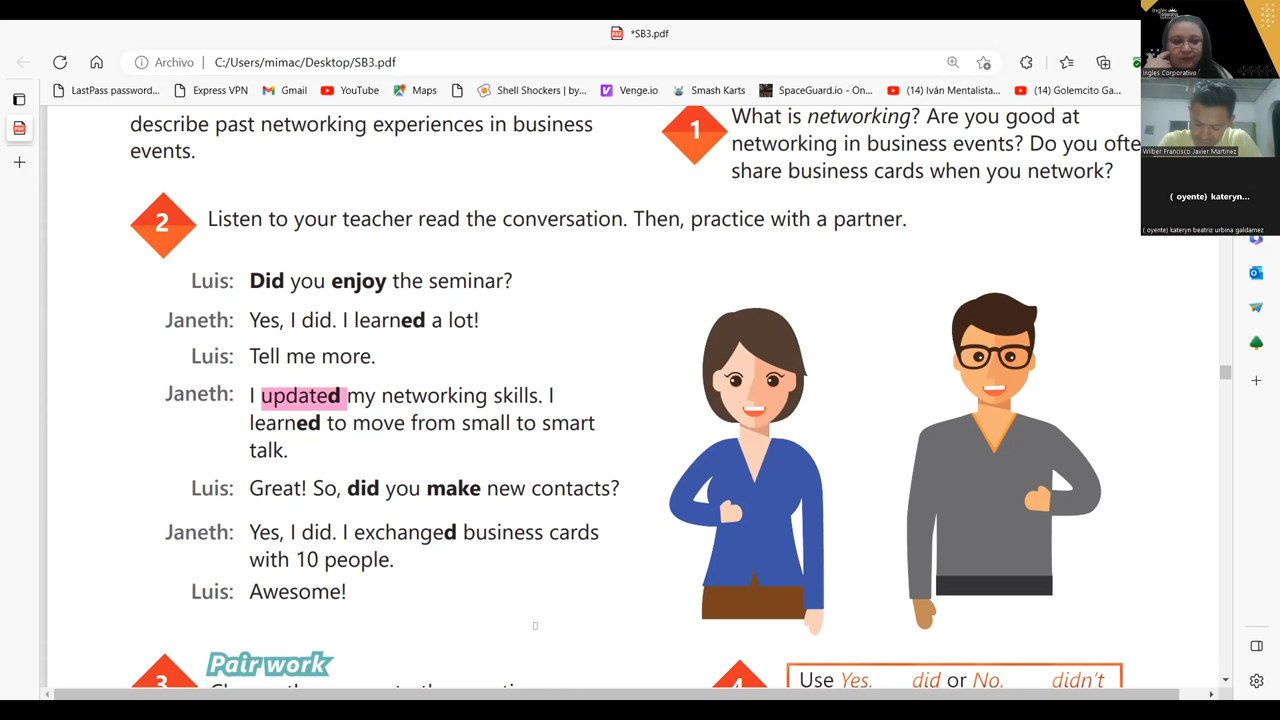 *SB3.pdf
Archivo
C:/Users/mimac/Desktop/SB3.pdf
LastPass password...
Express VPN
Gmail
YouTube
Maps
Shell Shockers | by...
Venge.io
Smash Karts
SpaceGuard.io - On...
(14) Iván Mentalista...
(14) Golemcito Ga...
Inglés Corporativo
Wilber Francisco Javier Martínez
( oyente) kateryn...
( oyente) kateryn beatriz urbina galdamez
describe past networking experiences in business
events.
1
What is networking? Are you good at
networking in business events? Do you ofte
share business cards when you network?
2
Listen to your teacher read the conversation. Then, practice with a partner.
Luis: Did you enjoy the seminar?
Janeth: Yes, I did. I learned a lot!
Luis: Tell me more.
Janeth: I updated my networking skills. I
learned to move from small to smart
talk.
Luis: Great! So, did you make new contacts?
Janeth: Yes, I did. I exchanged business cards
with 10 people.
Luis: Awesome!
3
Pair work
4
Use Yes, did or No, didn't